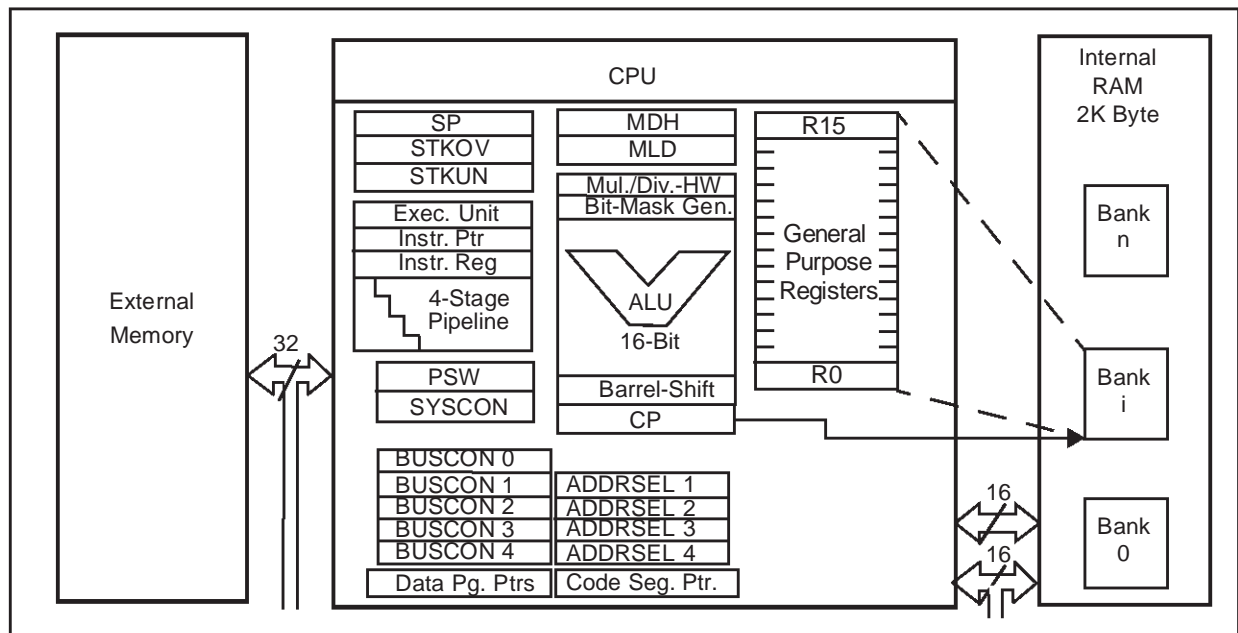 External
Memory
32
CPU
SP
STKOV
STKUN
Exec. Unit
Instr. Ptr
Instr. Reg
4-Stage
Pipeline
PSW
SYSCON
BUSCON 0
BUSCON 1
BUSCON 2
BUSCON 3
BUSCON 4
Data Pg. Ptrs
MDH
MLD
Mul./Div.-HW
Bit-Mask Gen.
ALU
16-Bit
Barrel-Shift
CP
ADDRSEL 1
ADDRSEL 2
ADDRSEL 3
ADDRSEL 4
Code Seg. Ptr.
R15
General
Purpose
Registers
R0
16
16
Internal
RAM
2K Byte
Bank
n
Bank
i
Bank
0